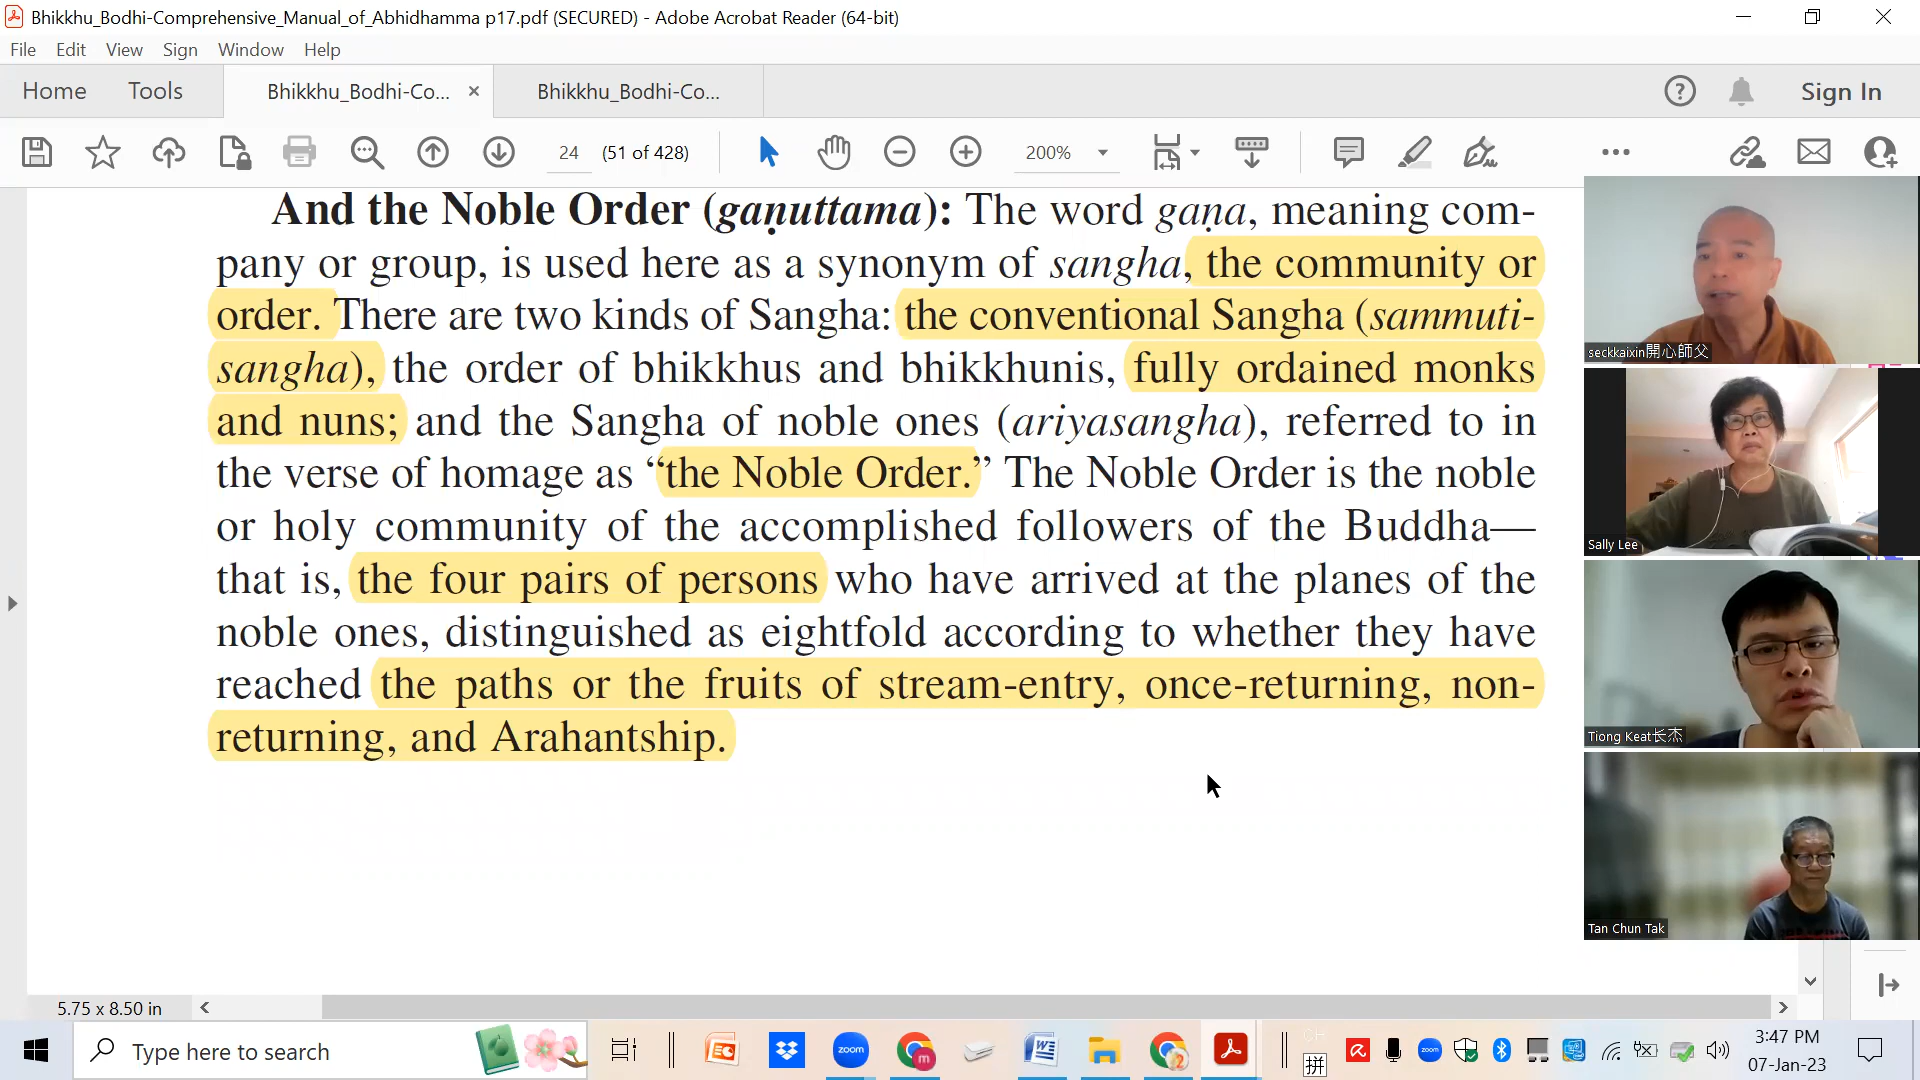 Bhikkhu_Bodhi-Comprehensive_Manual_of_Abhidhamma p17.pdf (SECURED) - Adobe Acrobat Reader (64-bit)
File Edit View Sign Window Help
Home Tools Bhikkhu_Bodhi-Co... × Bhikkhu_Bodhi-Co... Sign In
24 (51 of 428) 200%
And the Noble Order (gaṇuttama): The word gaṇa, meaning com-
pany or group, is used here as a synonym of sangha, the community or
order. There are two kinds of Sangha: the conventional Sangha (sammuti-
sangha), the order of bhikkhus and bhikkhunis, fully ordained monks
and nuns; and the Sangha of noble ones (ariyasangha), referred to in
the verse of homage as “the Noble Order.” The Noble Order is the noble
or holy community of the accomplished followers of the Buddha—
that is, the four pairs of persons who have arrived at the planes of the
noble ones, distinguished as eightfold according to whether they have
reached the paths or the fruits of stream-entry, once-returning, non-
returning, and Arahantship.
seckkaixin開心師父
Sally Lee
Tiong Keat长杰
Tan Chun Tak
5.75 x 8.50 in
Type here to search
zoom
拼
zoom
3:47 PM
07-Jan-23